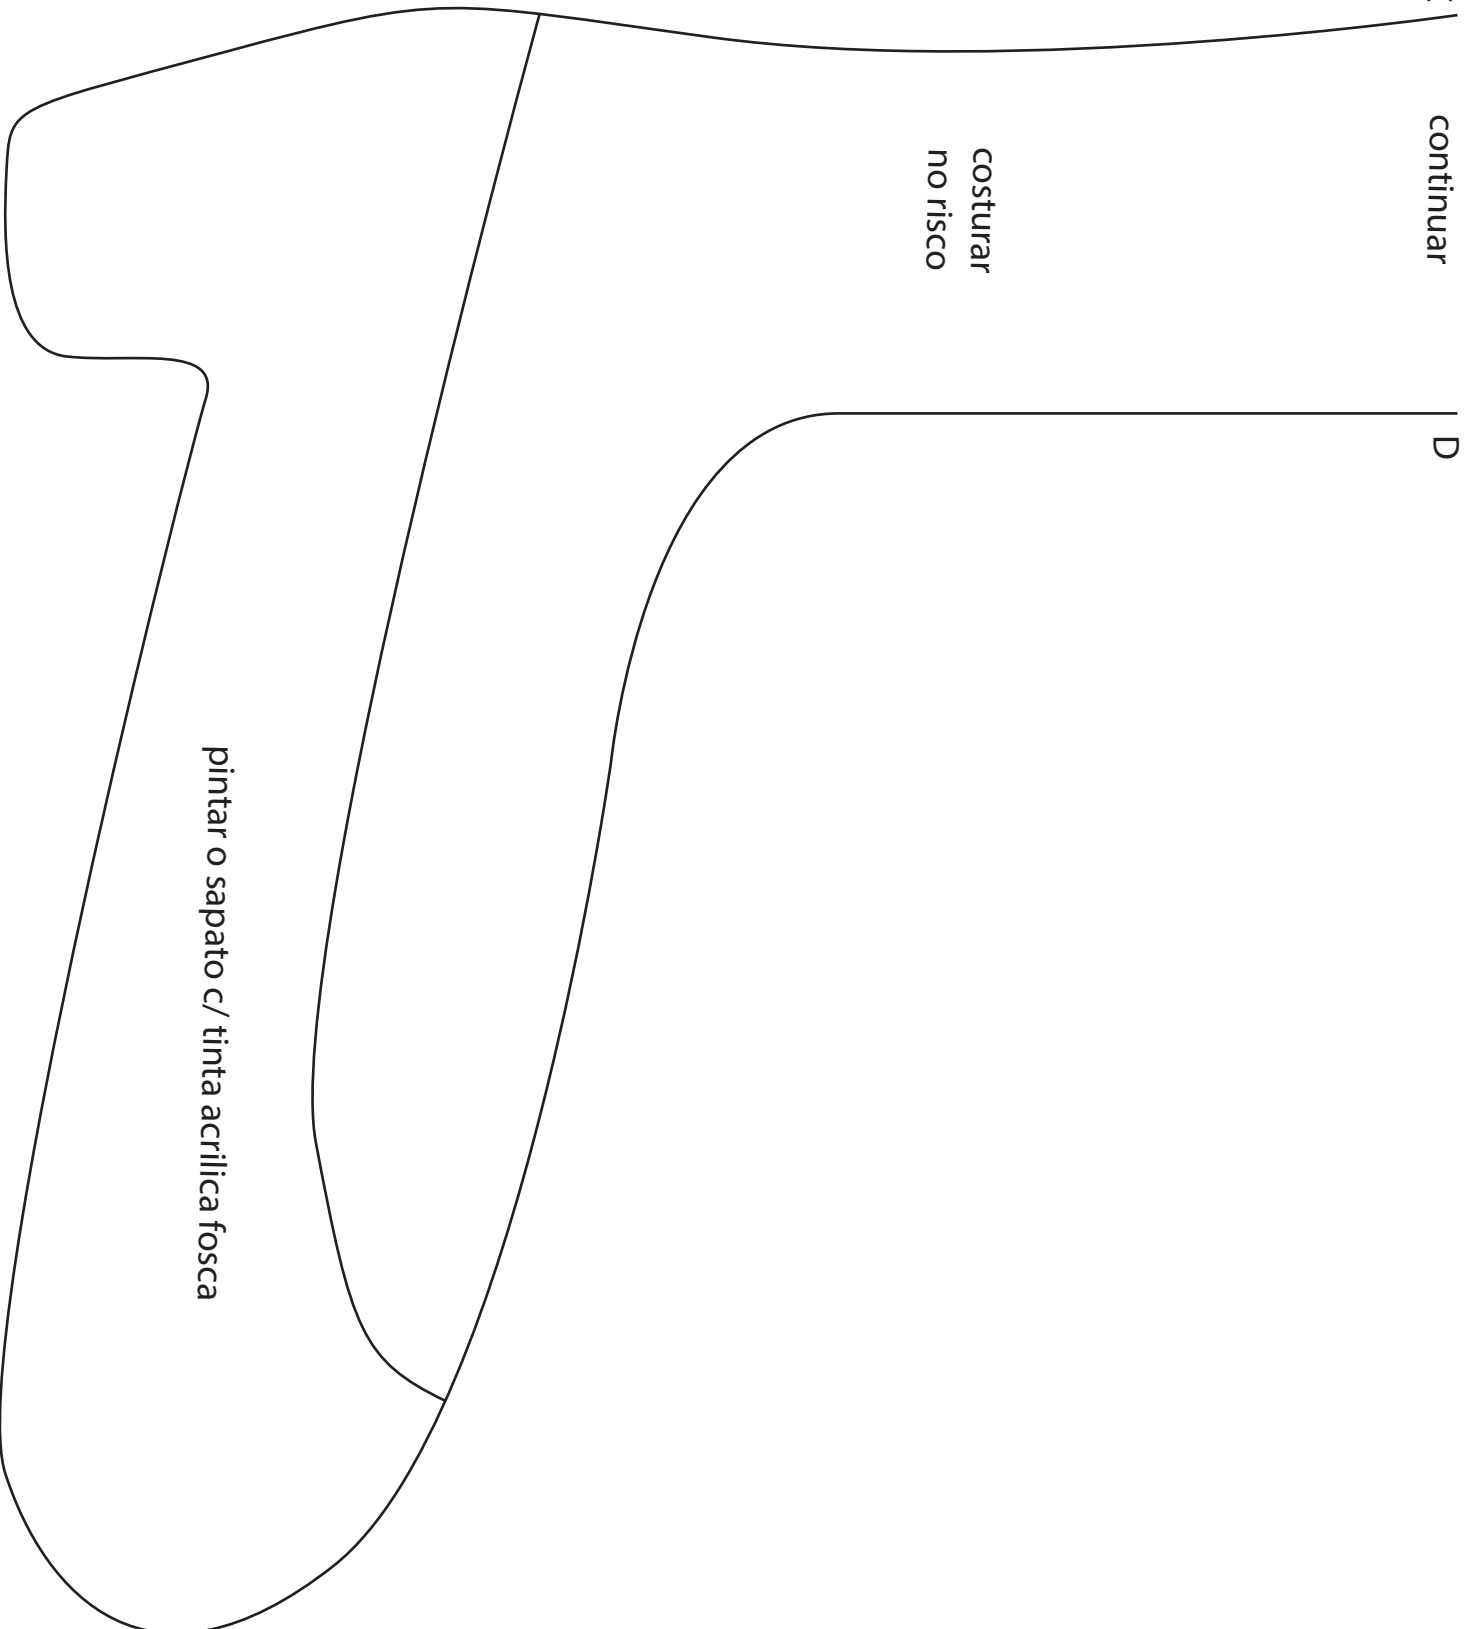 continuar
D
costurar
no risco
pintar o sapato c/ tinta acrilica fosca